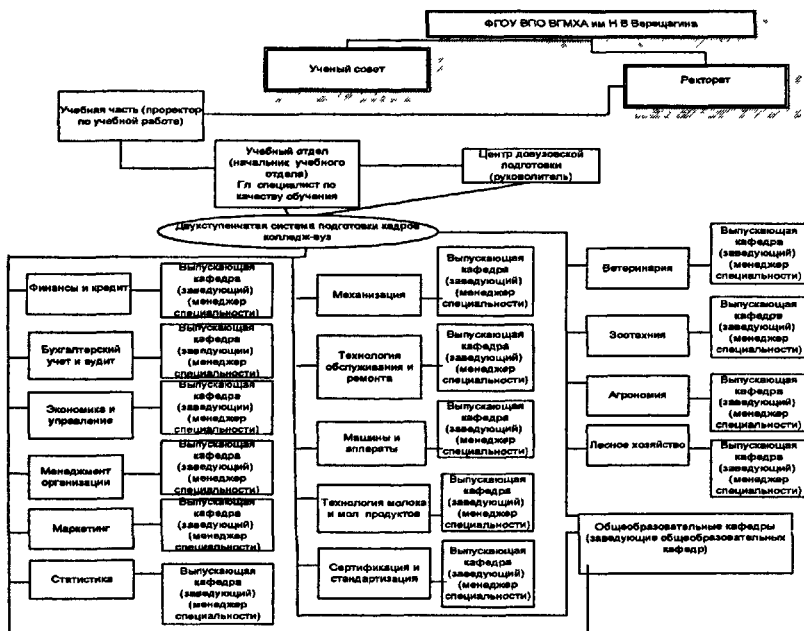 ФГОУ ВПО ВГМХА им Н В Верещагина
Ученый совет
Ректорат
Учебная часть (проректор
по учебной работе)
Учебный отдел
(начальник учебного
отдела)
Гл специалист по
качеству обучения
Центр довузовской
подготовки
(руководитель)
Двухступенчатая система подготовки кадров
колледж-вуз
Финансы и кредит
Выпускающая
кафедра
(заведующий)
(менеджер
специальности)
Бухгалтерский
учет и аудит
Выпускающая
кафедра
(заведующии)
(менеджер
специальности)
Экономика и
управление
Выпускающая
кафедра
(заведующии)
(менеджер
специальности)
Менеджмент
организации
Выпускающая
кафедра
(заведующий)
(менеджер
специальности)
Маркетинг
Выпускающая
кафедра
(заведующий)
(менеджер
специальности)
Статистика
Выпускающая
кафедра
(заведующий)
(менеджер
специальности)
Механизация
Выпускающая
кафедра
(заведующий)
(менеджер
специальности)
Технология
обслуживания и
ремонта
Выпускающая
кафедра
(заведующий)
(менеджер
специальности)
Машины и
аппараты
Выпускающая
кафедра
(заведующий)
(менеджер
специальности)
Технология молока
и мол продуктов
Выпускающая
кафедра
(заведующий)
(менеджер
специальности)
Сертификация и
стандартизация
Выпускающая
кафедра
(заведующий)
(менеджер
специальности)
Ветеринария
Выпускающая
кафедра
(заведующий)
(менеджер
специальности)
Зоотехния
Выпускающая
кафедра
(заведующий)
(менеджер
специальности)
Агрономия
Выпускающая
кафедра
(заведующий)
(менеджер
специальности)
Лесное хозяйство
Выпускающая
кафедра
(заведующий)
(менеджер
специальности)
Общеобразовательные кафедры
(заведующие общеобразовательных
кафедр)